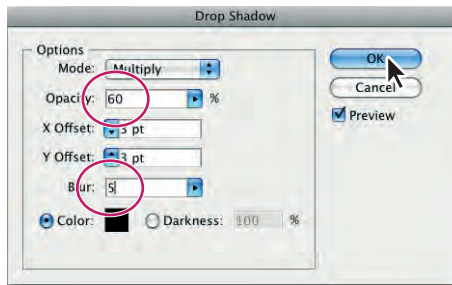 Drop Shadow
Options
Mode: Multiply
Opacity: 60 %
X Offset: 3 pt
Y Offset: 3 pt
Blur: 5
Color: Darkness: 100 %
OK
Cancel
Preview